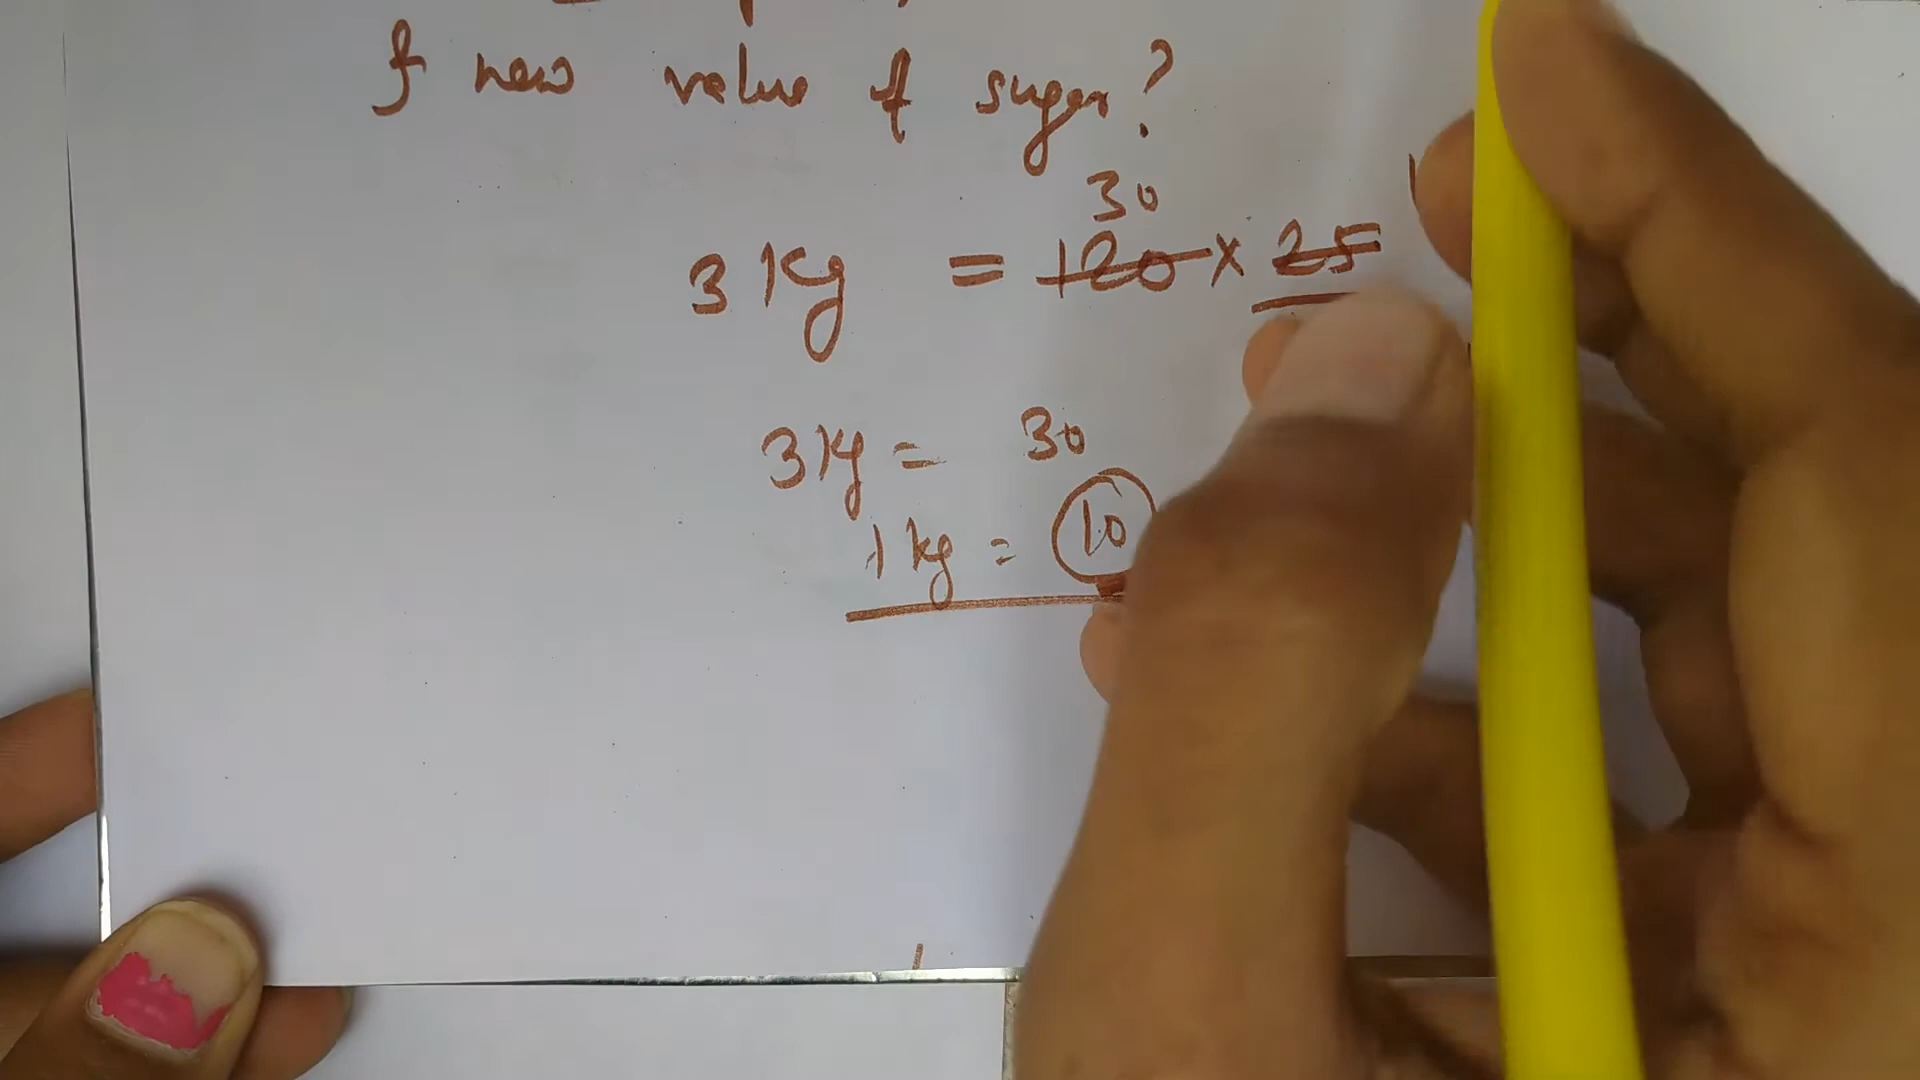 f new value of sugar?
30
3 Kg = 120 x 25
3 Kg = 30
1 kg = 10